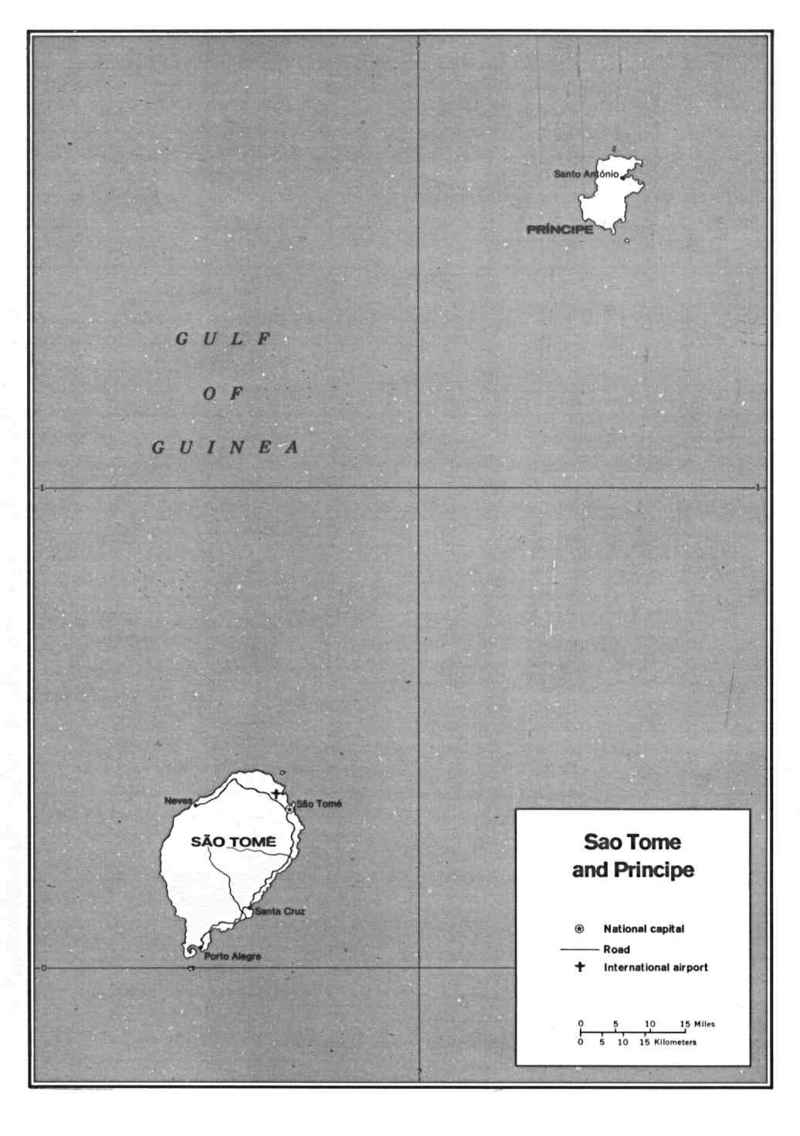 Santo António
PRÍNCIPE
GULF
OF
GUINEA
1
1
Neves
São Tomé
SÃO TOMÉ
Santa Cruz
Porto Alegre
0
Sao Tome
and Principe
National capital
Road
International airport
0 5 10 15 Miles
0 5 10 15 Kilometers